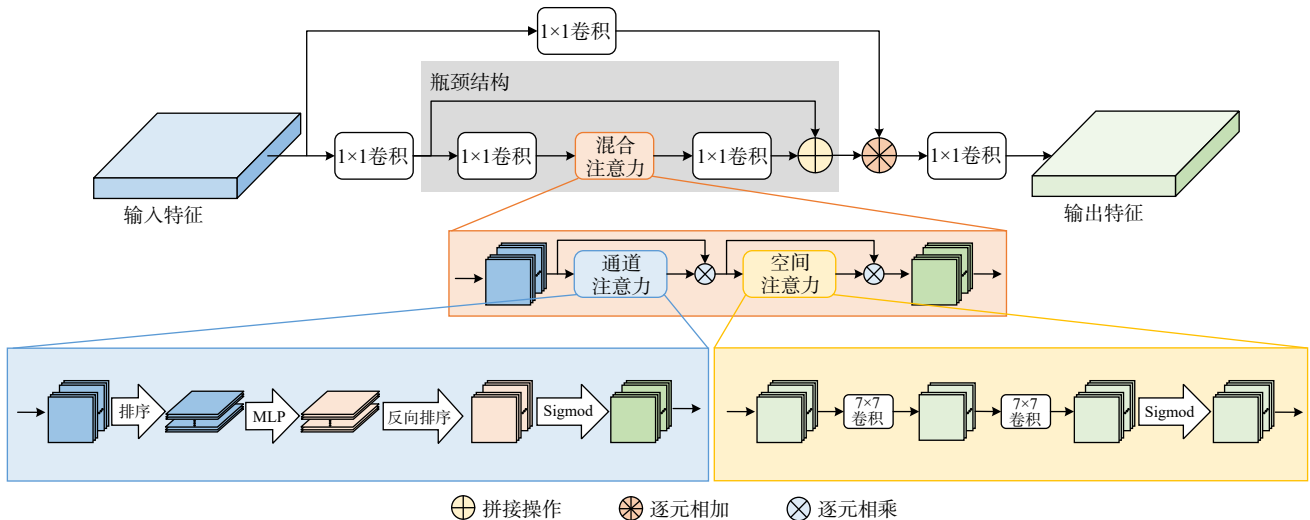 1×1卷积
瓶颈结构
1×1卷积
1×1卷积
混合
注意力
1×1卷积
1×1卷积
输入特征
输出特征
通道
注意力
空间
注意力
排序
MLP
反向排序
Sigmod
7×7
卷积
7×7
卷积
Sigmod
拼接操作
逐元相加
逐元相乘